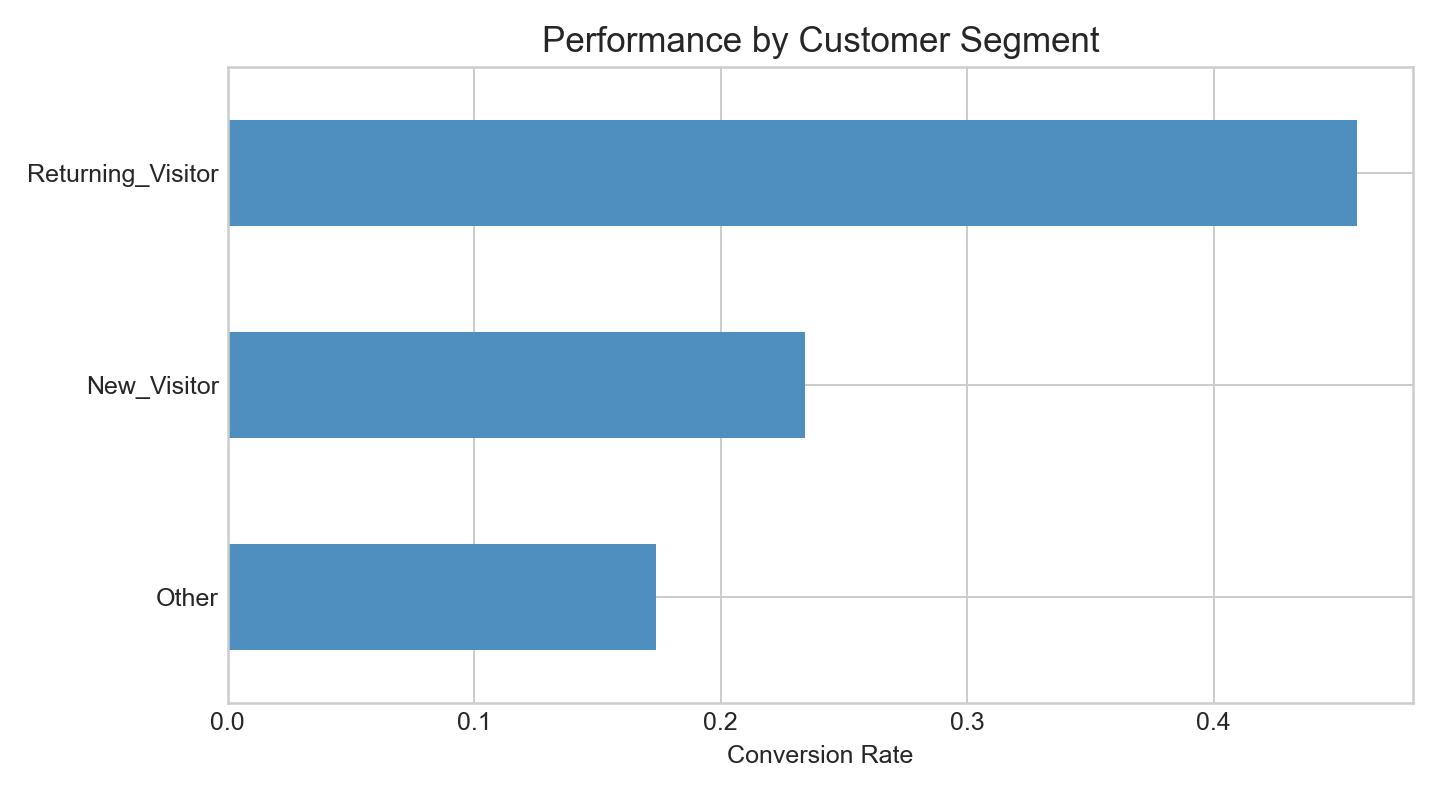 Performance by Customer Segment
Returning_Visitor
New_Visitor
Other
0.0 0.1 0.2 0.3 0.4
Conversion Rate